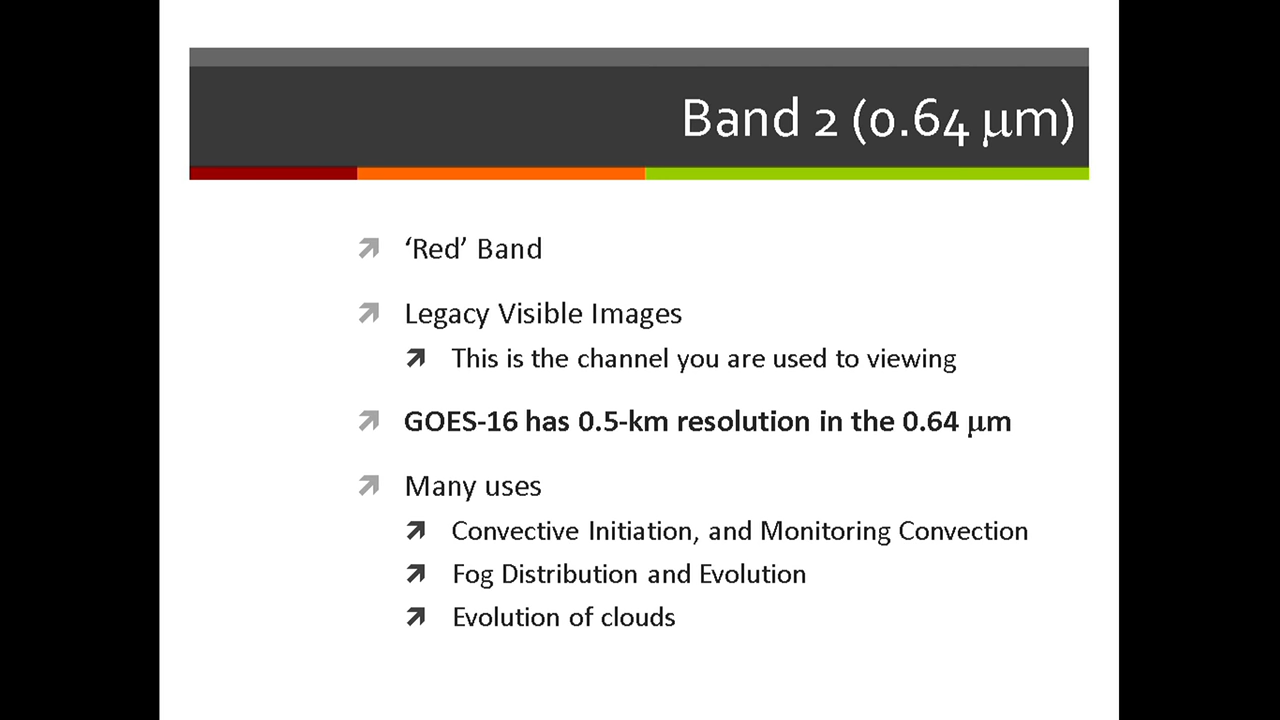 Band 2 (0.64 μm)
‘Red’ Band
Legacy Visible Images
This is the channel you are used to viewing
GOES-16 has 0.5-km resolution in the 0.64 μm
Many uses
Convective Initiation, and Monitoring Convection
Fog Distribution and Evolution
Evolution of clouds